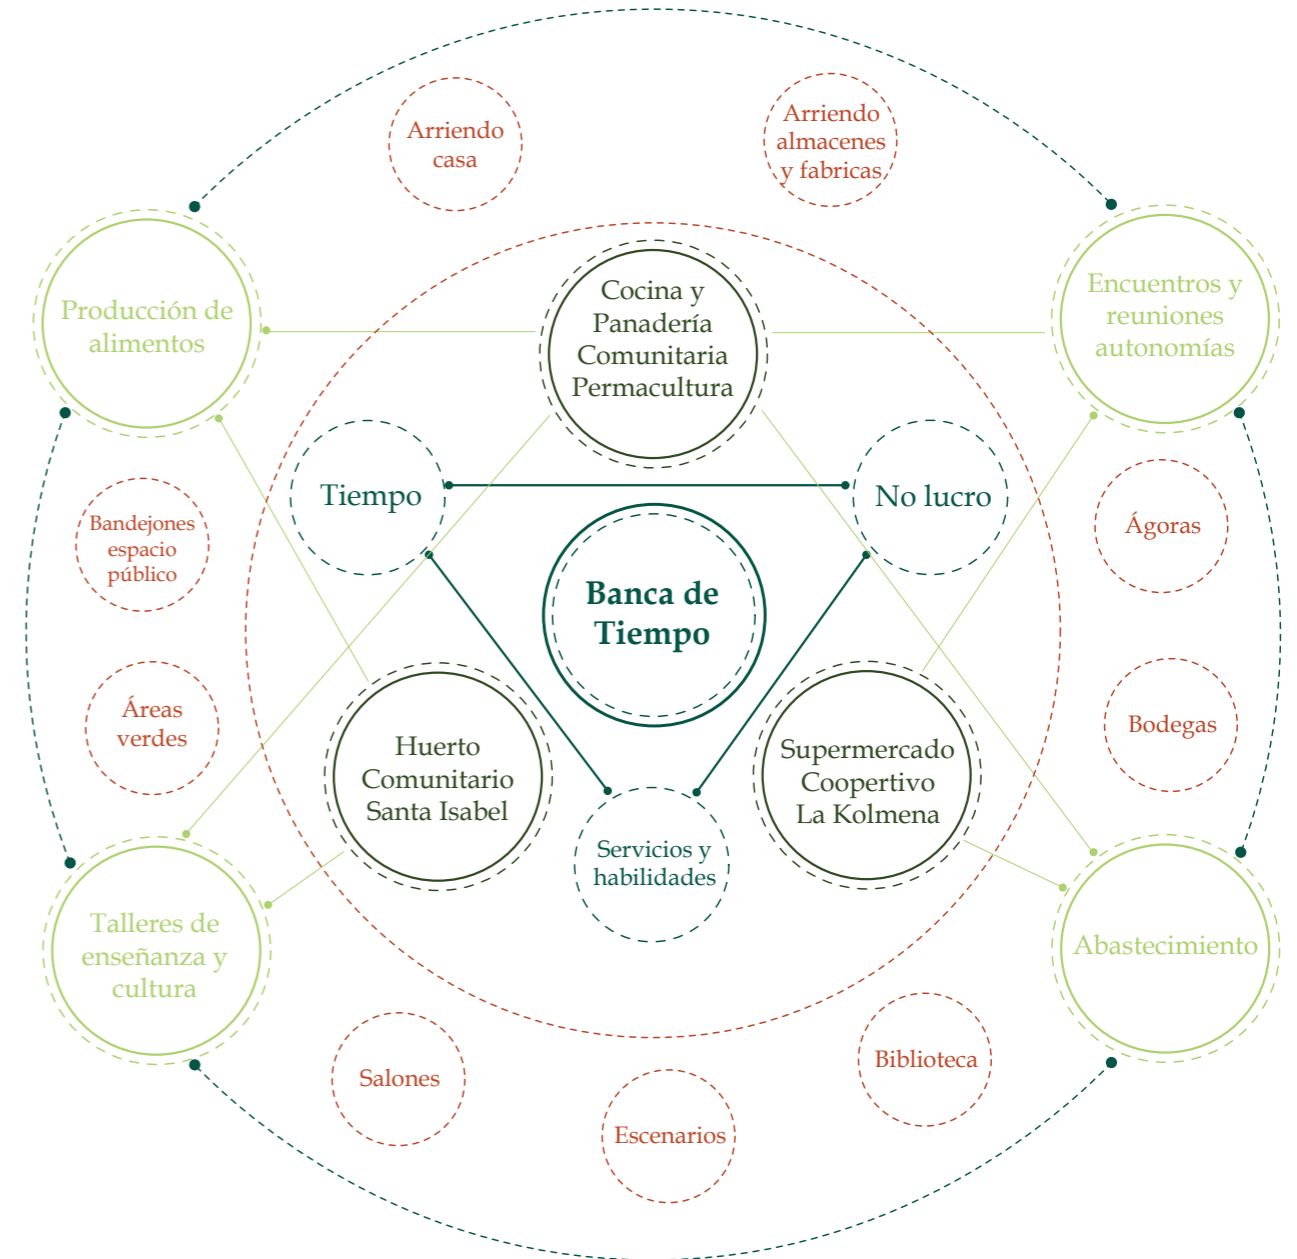 Arriendo
casa
Arriendo
almacenes
y fabricas
Producción de
alimentos
Cocina y
Panadería
Comunitaria
Permacultura
Encuentros y
reuniones
autonomías
Tiempo
No lucro
Bandejones
espacio
público
Ágoras
Banca de
Tiempo
Áreas
verdes
Bodegas
Huerto
Comunitario
Santa Isabel
Supermercado
Coopertivo
La Kolmena
Servicios y
habilidades
Talleres de
enseñanza y
cultura
Abastecimiento
Salones
Escenarios
Biblioteca